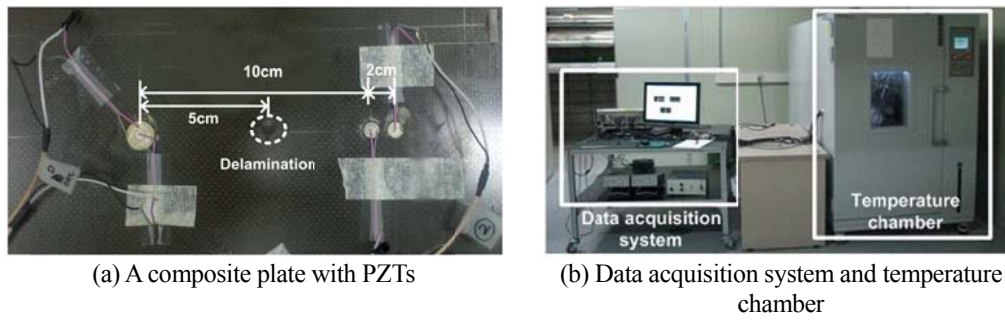 10cm
2cm
5cm
Delamination
Data acquisition
system
Temperature
chamber
(a) A composite plate with PZTs
(b) Data acquisition system and temperature
chamber